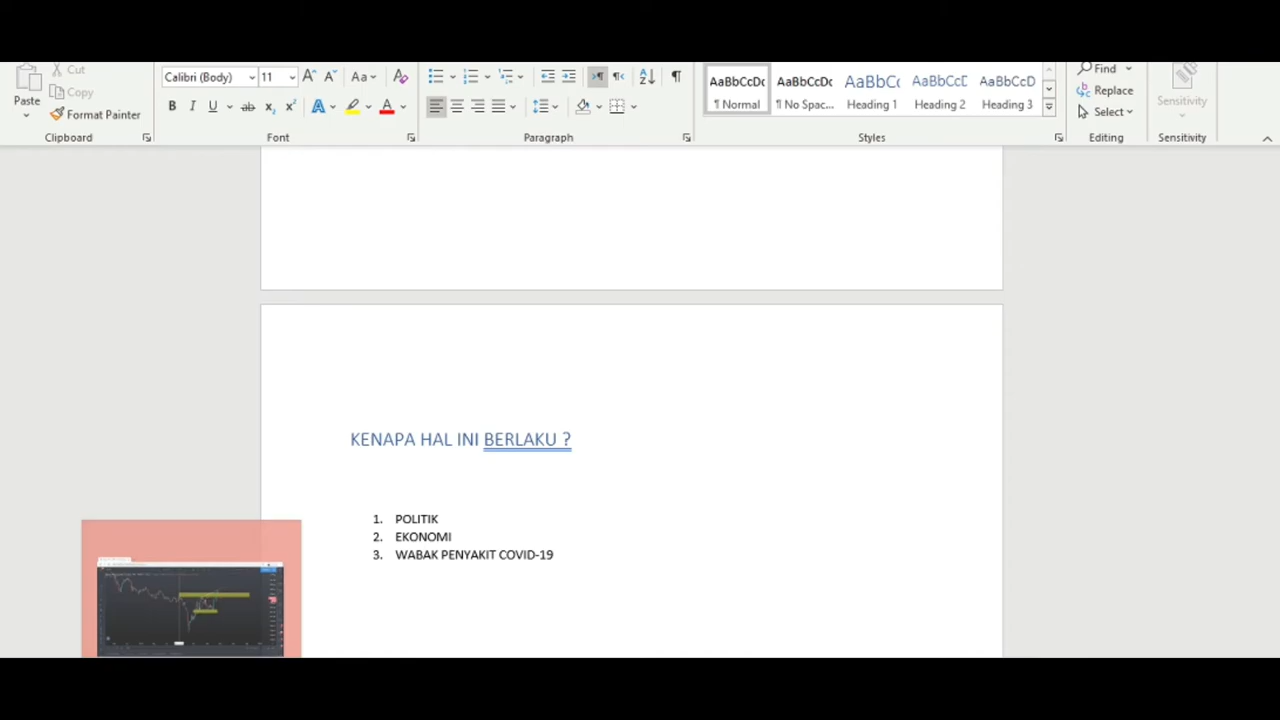 Cut
Copy
Paste
Format Painter
Clipboard
Calibri (Body)
11
Font
Paragraph
AaBbCcDc
¶ Normal
AaBbCcDc
¶ No Spac...
AaBbCc
Heading 1
AaBbCcD
Heading 2
AaBbCcD
Heading 3
Styles
Find
Replace
Select
Editing
Sensitivity
Sensitivity
KENAPA HAL INI BERLAKU ?
1. POLITIK
2. EKONOMI
3. WABAK PENYAKIT COVID-19